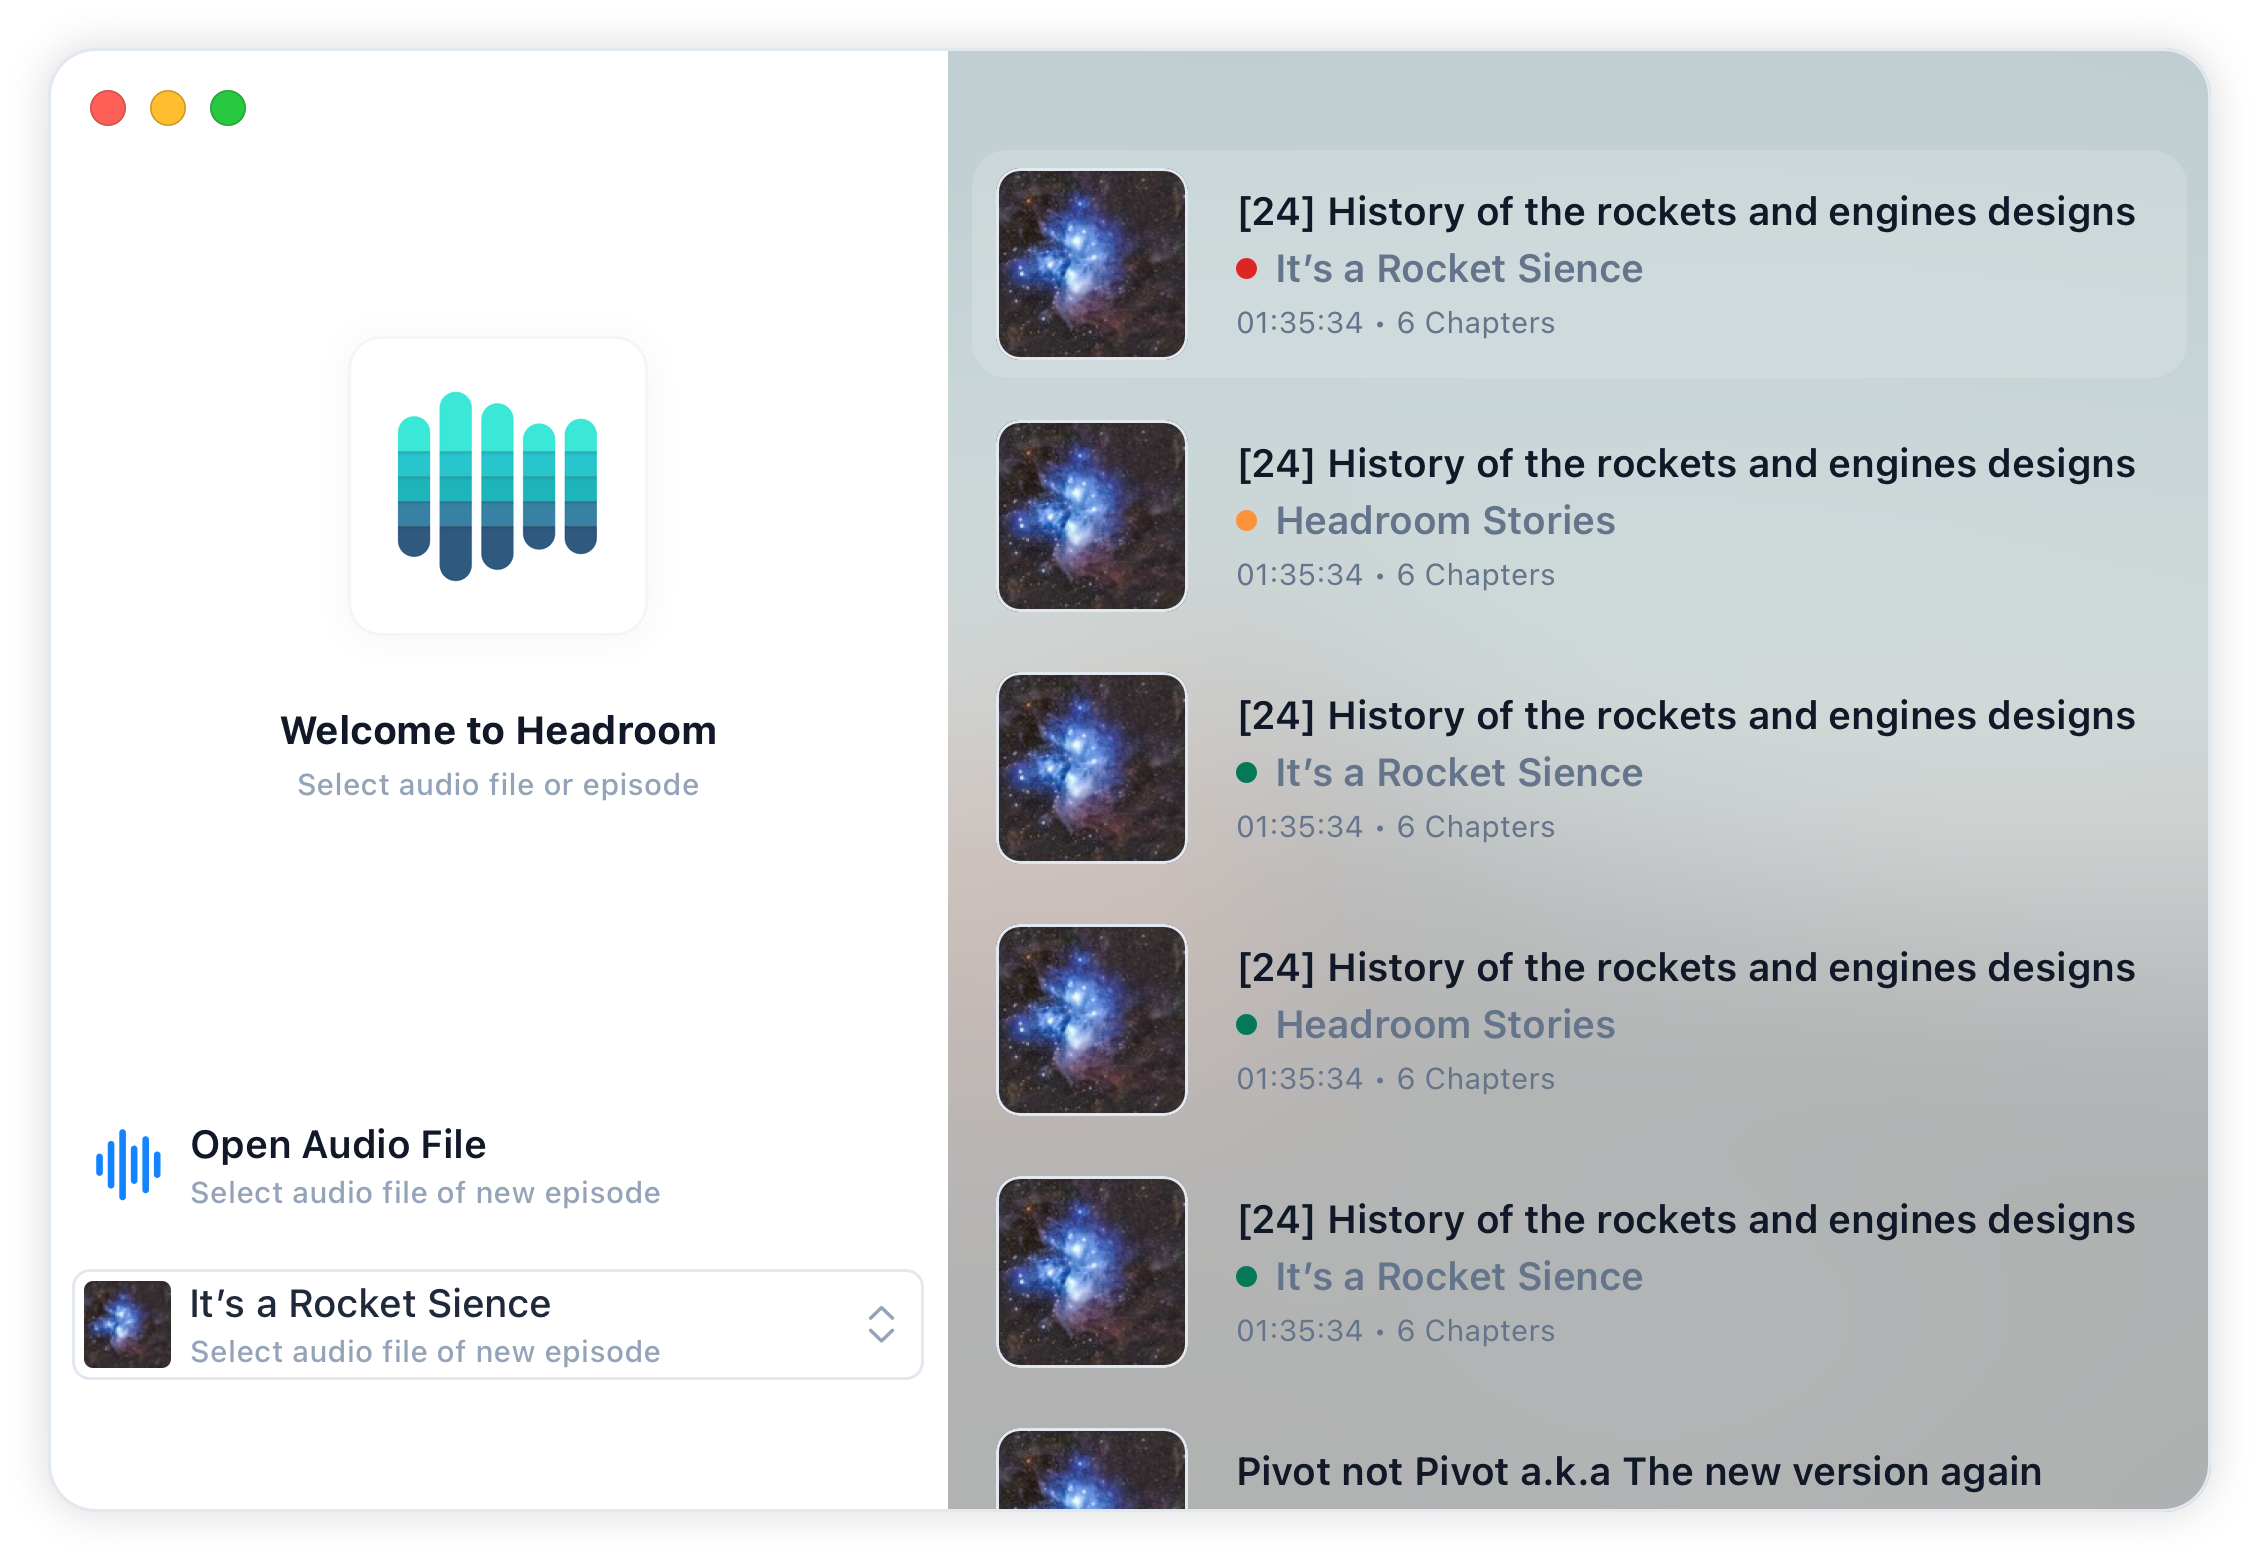 Welcome to Headroom
Select audio file or episode
Open Audio File
Select audio file of new episode
It’s a Rocket Sience
Select audio file of new episode
[24] History of the rockets and engines designs
It’s a Rocket Sience
01:35:34 • 6 Chapters
[24] History of the rockets and engines designs
Headroom Stories
01:35:34 • 6 Chapters
[24] History of the rockets and engines designs
It’s a Rocket Sience
01:35:34 • 6 Chapters
[24] History of the rockets and engines designs
Headroom Stories
01:35:34 • 6 Chapters
[24] History of the rockets and engines designs
It’s a Rocket Sience
01:35:34 • 6 Chapters
Pivot not Pivot a.k.a The new version again